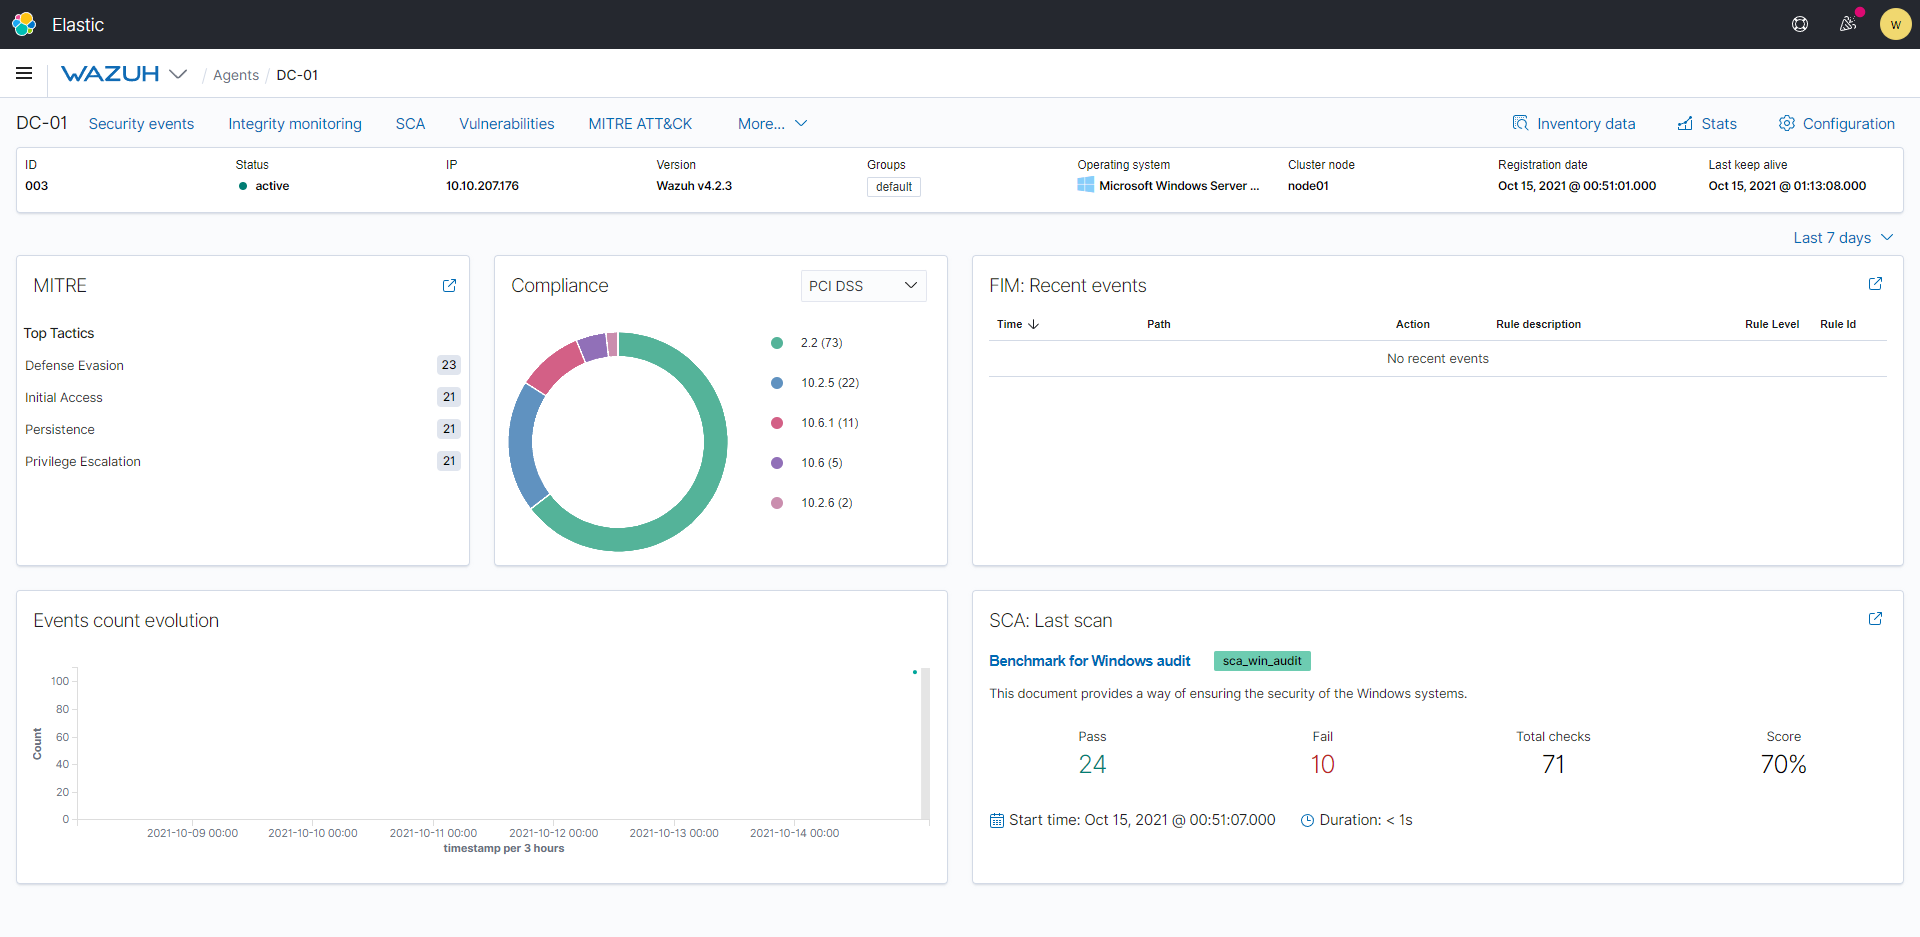 Elastic
W
WAZUH / Agents / DC-01
DC-01 Security events Integrity monitoring SCA Vulnerabilities MITRE ATT&CK More... Inventory data Stats Configuration
ID Status IP Version Groups Operating system Cluster node Registration date Last keep alive
003 active 10.10.207.176 Wazuh v4.2.3 default Microsoft Windows Server ... node01 Oct 15, 2021 @ 00:51:01.000 Oct 15, 2021 @ 01:13:08.000
Last 7 days
MITRE
Top Tactics
Defense Evasion 23
Initial Access 21
Persistence 21
Privilege Escalation 21
Compliance
PCI DSS
2.2 (73)
10.2.5 (22)
10.6.1 (11)
10.6 (5)
10.2.6 (2)
FIM: Recent events
Time Path Action Rule description Rule Level Rule Id
No recent events
Events count evolution
Count
100
80
60
40
20
0
2021-10-09 00:00 2021-10-10 00:00 2021-10-11 00:00 2021-10-12 00:00 2021-10-13 00:00 2021-10-14 00:00
timestamp per 3 hours
SCA: Last scan
Benchmark for Windows audit sca_win_audit
This document provides a way of ensuring the security of the Windows systems.
Pass Fail Total checks Score
24 10 71 70%
Start time: Oct 15, 2021 @ 00:51:07.000 Duration: < 1s